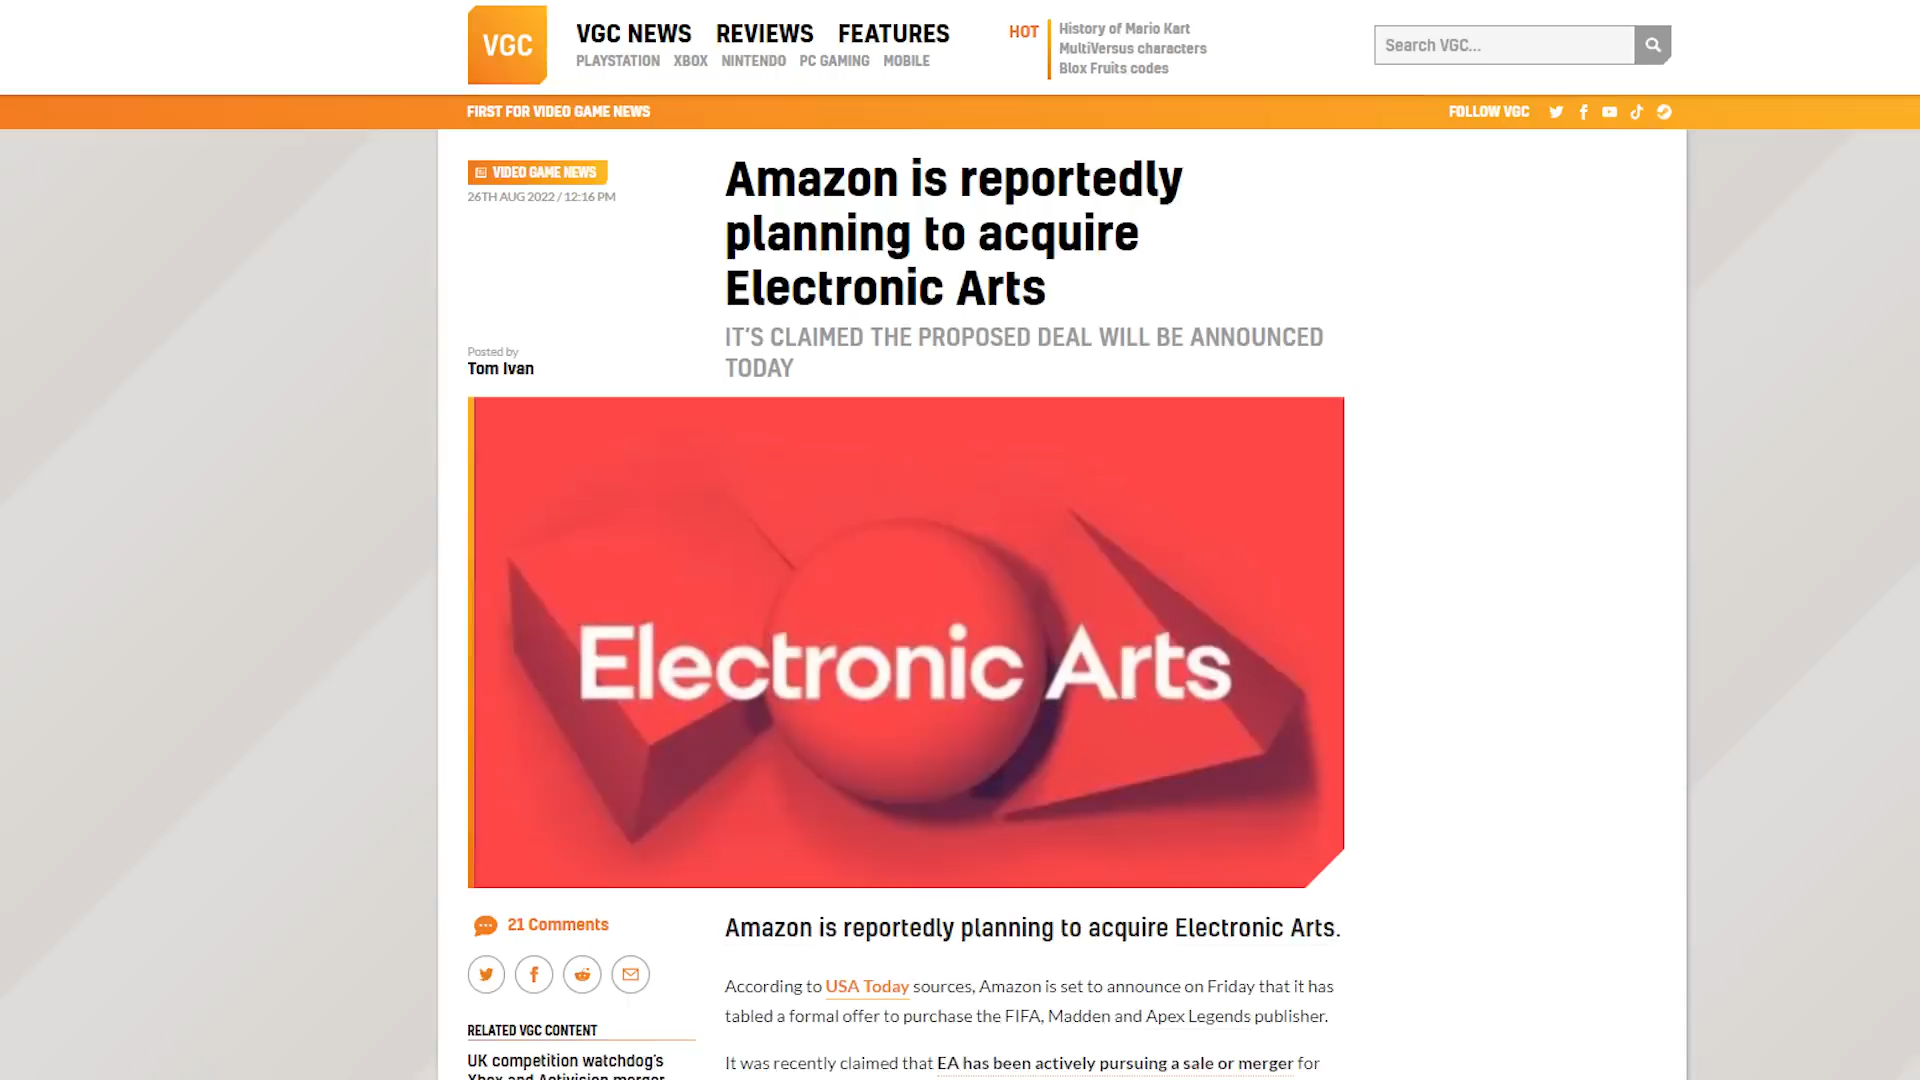 VGC
VGC NEWS REVIEWS FEATURES
PLAYSTATION XBOX NINTENDO PC GAMING MOBILE
HOT
History of Mario Kart
MultiVersus characters
Blox Fruits codes
Search VGC...
FIRST FOR VIDEO GAME NEWS
FOLLOW VGC
VIDEO GAME NEWS
26TH AUG 2022 / 12:16 PM
Amazon is reportedly
planning to acquire
Electronic Arts
IT'S CLAIMED THE PROPOSED DEAL WILL BE ANNOUNCED
TODAY
Posted by
Tom Ivan
Electronic Arts
21 Comments
Amazon is reportedly planning to acquire Electronic Arts.
According to USA Today sources, Amazon is set to announce on Friday that it has
tabled a formal offer to purchase the FIFA, Madden and Apex Legends publisher.
It was recently claimed that EA has been actively pursuing a sale or merger for
RELATED VGC CONTENT
UK competition watchdog's
Xbox and Activision merger